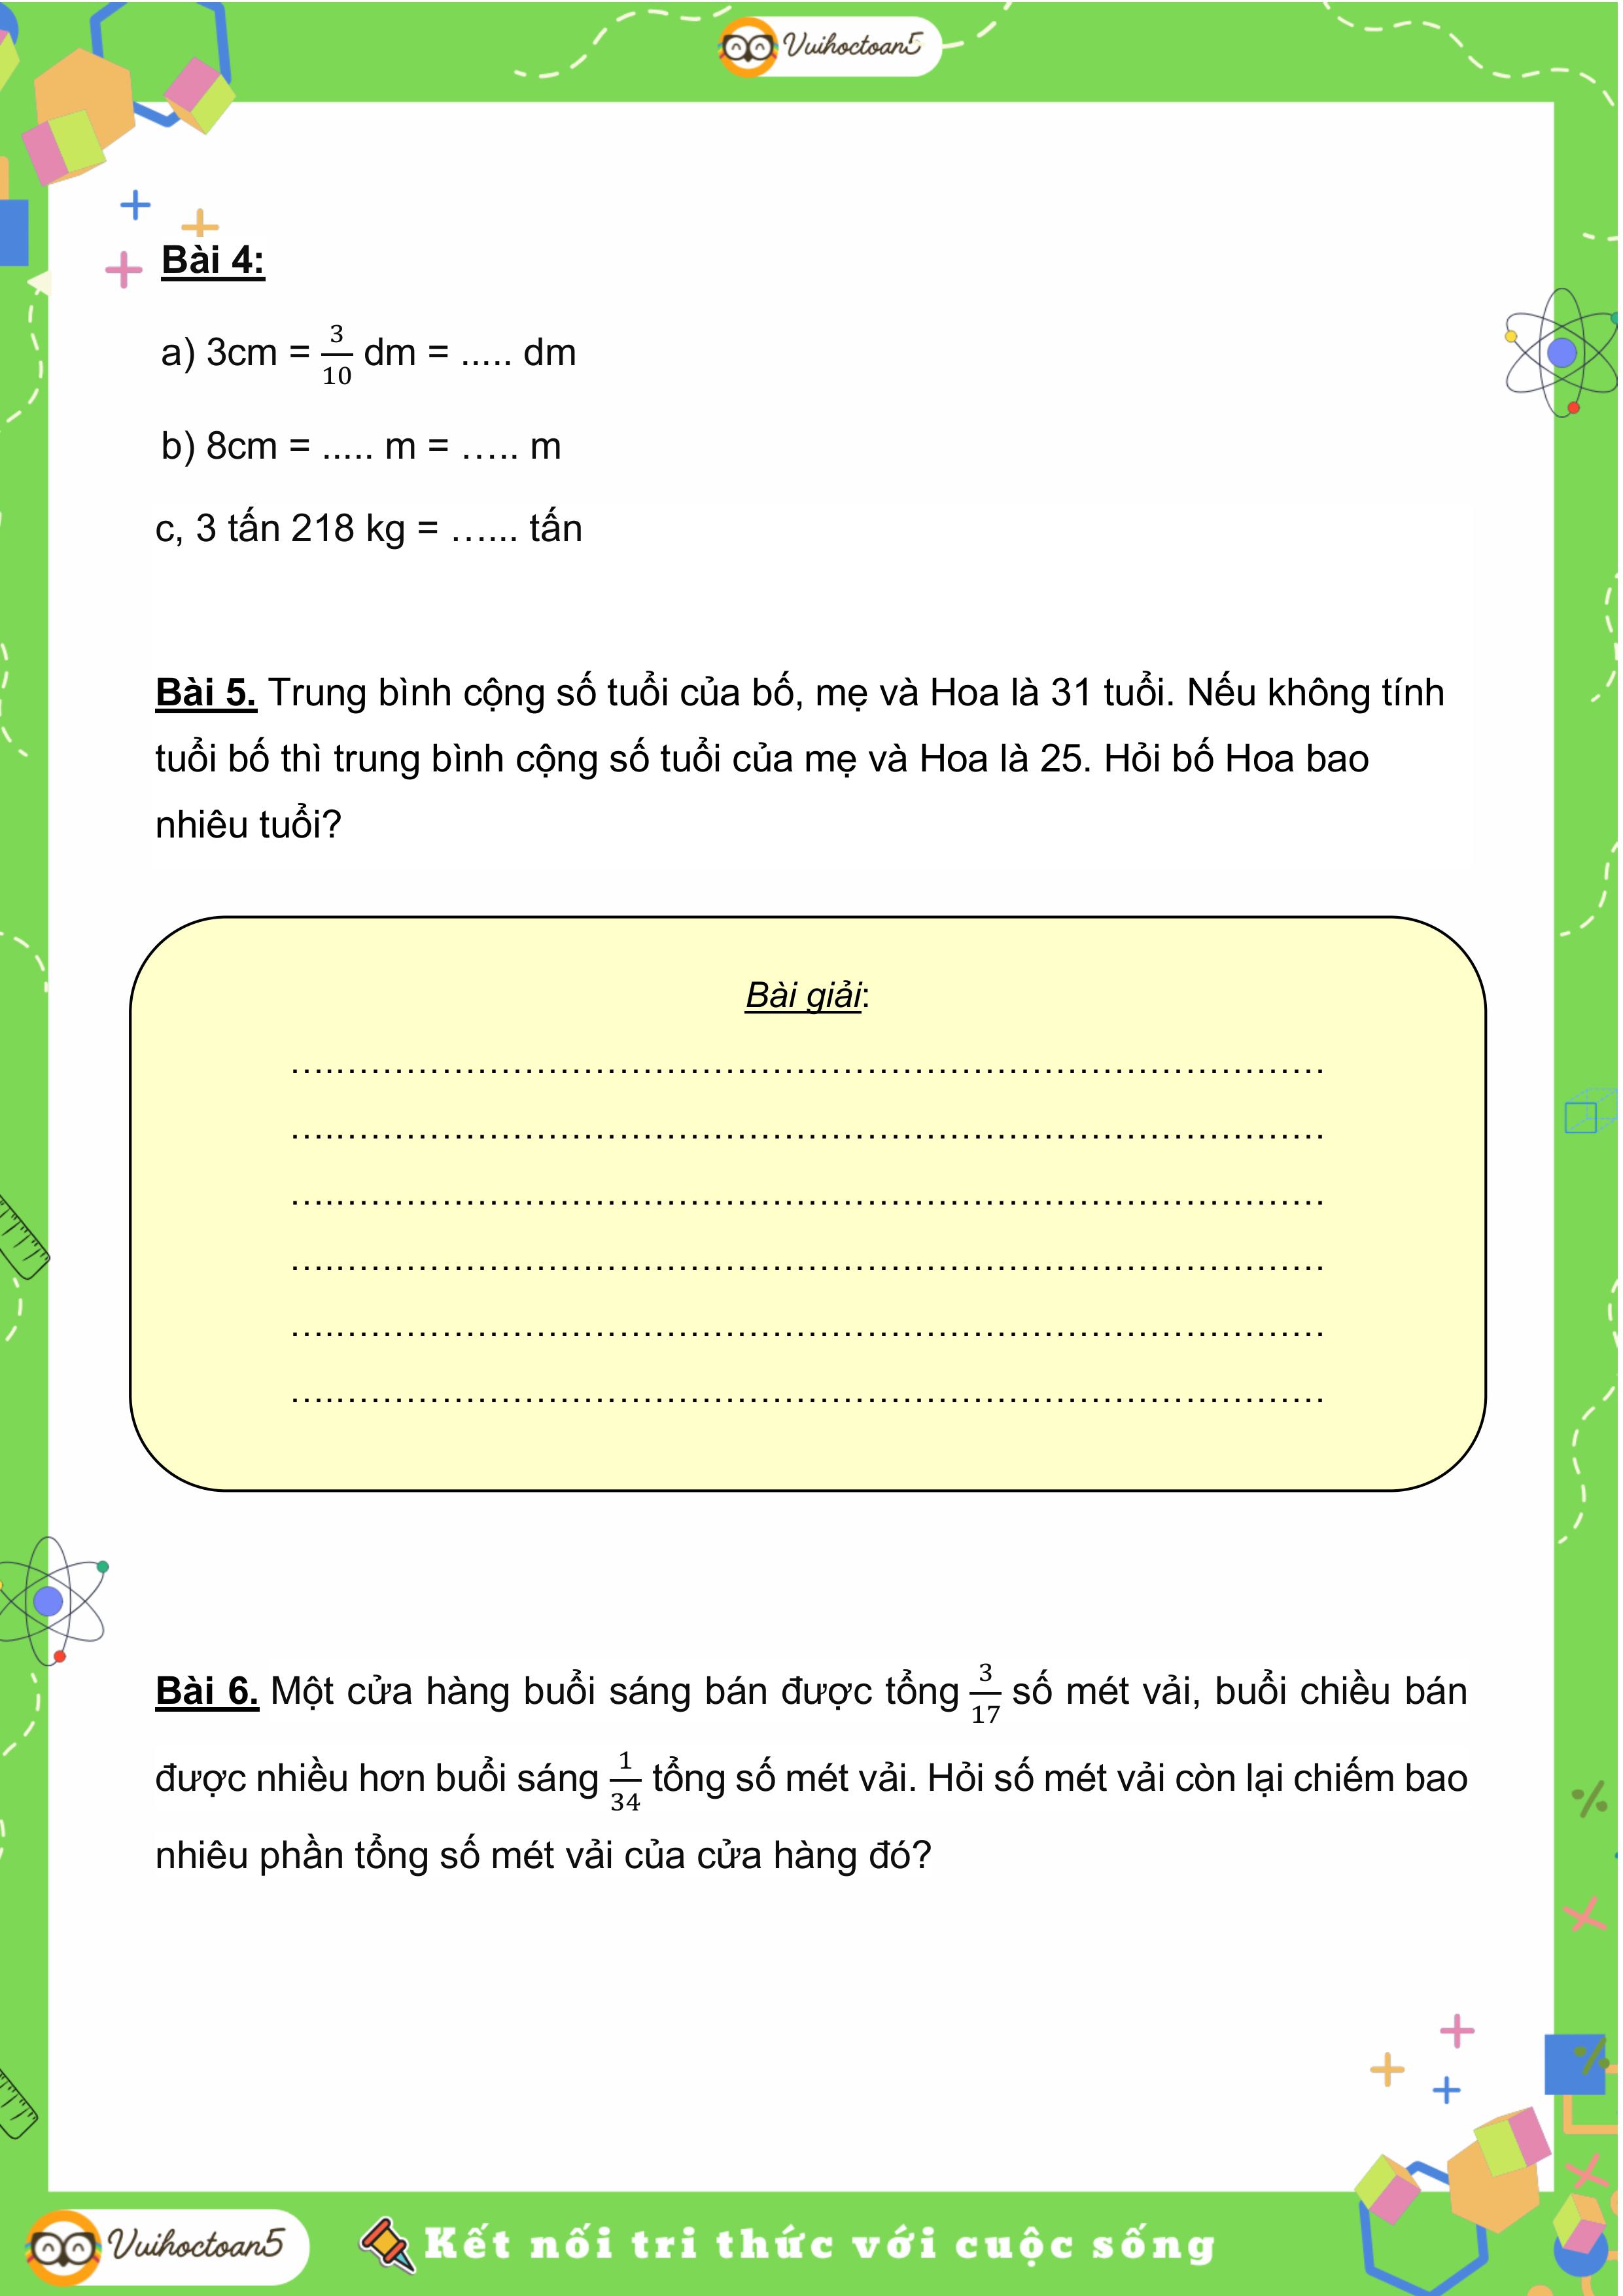 Vuihoctoan5
Bài 4:
a) 3cm = 3/10 dm = ..... dm
b) 8cm = ..... m = ….. m
c, 3 tấn 218 kg = …... tấn
Bài 5. Trung bình cộng số tuổi của bố, mẹ và Hoa là 31 tuổi. Nếu không tính
tuổi bố thì trung bình cộng số tuổi của mẹ và Hoa là 25. Hỏi bố Hoa bao
nhiêu tuổi?
Bài giải:
………………………………………………………………………………
………………………………………………………………………………
………………………………………………………………………………
………………………………………………………………………………
………………………………………………………………………………
………………………………………………………………………………
Bài 6. Một cửa hàng buổi sáng bán được tổng 3/17 số mét vải, buổi chiều bán
được nhiều hơn buổi sáng 1/34 tổng số mét vải. Hỏi số mét vải còn lại chiếm bao
nhiêu phần tổng số mét vải của cửa hàng đó?
Vuihoctoan5 Kết nối tri thức với cuộc sống